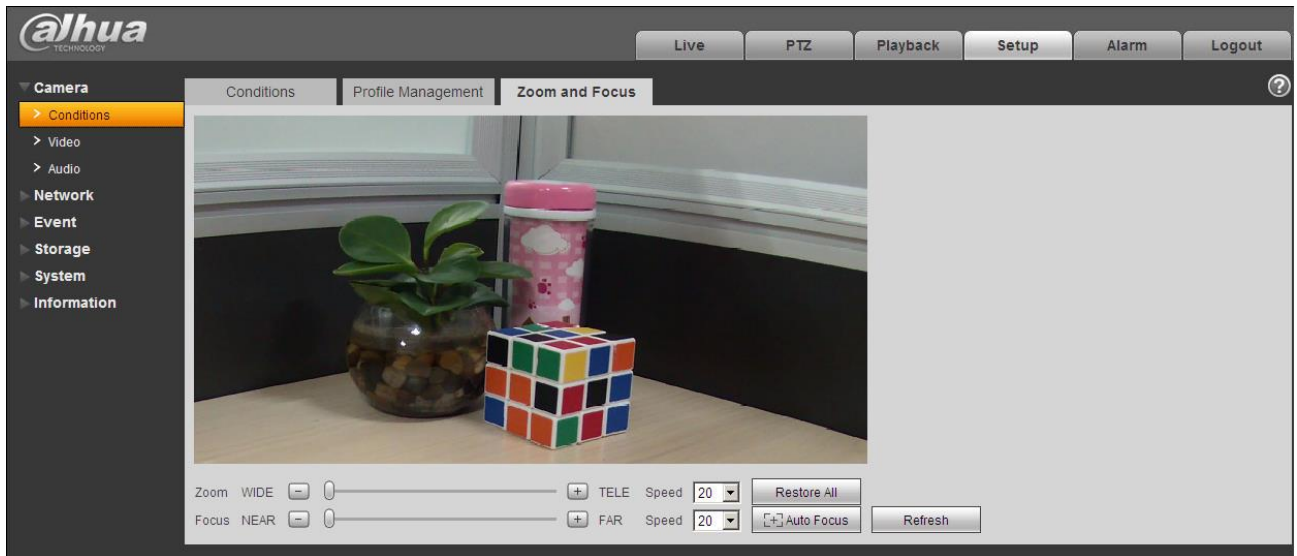 alhua
TECHNOLOGY
Live PTZ Playback Setup Alarm Logout
Camera
Conditions
Video
Audio
Network
Event
Storage
System
Information
Conditions Profile Management Zoom and Focus
?
Zoom WIDE - + TELE Speed 20 Restore All
Focus NEAR - + FAR Speed 20 [+] Auto Focus Refresh